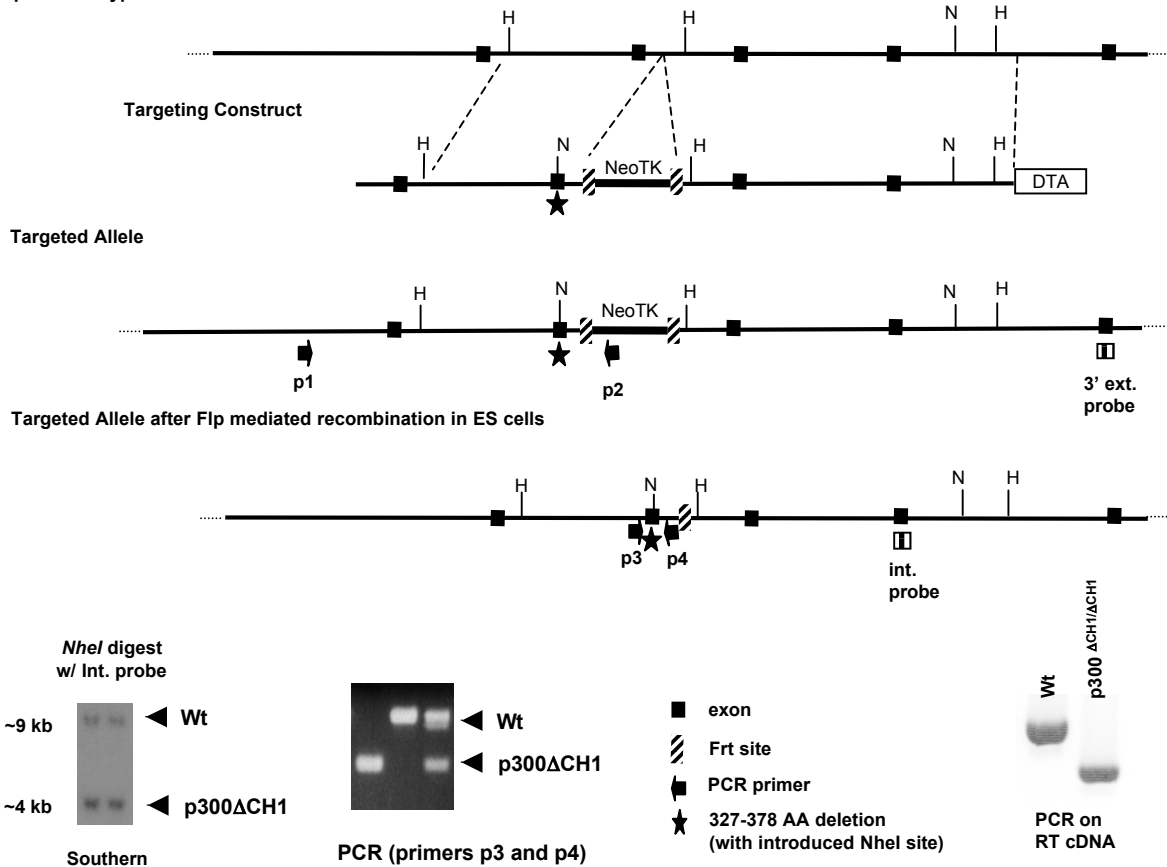 H H N H
Targeting Construct
H N NeoTK H N H
DTA
Targeted Allele
H N NeoTK H N H
p1 p2 3' ext.
probe
Targeted Allele after Flp mediated recombination in ES cells
H N H N H
p3 p4
int.
probe
NheI digest
w/ Int. probe
~9 kb Wt
~4 kb p300ΔCH1
Southern
Wt
p300ΔCH1
PCR (primers p3 and p4)
exon
Frt site
PCR primer
327-378 AA deletion
(with introduced NheI site)
Wt
p300 ΔCH1/ΔCH1
PCR on
RT cDNA